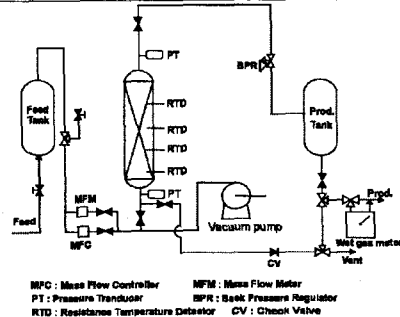 PT
BPR
Feed
Tank
RTD
RTD
RTD
RTD
Prod.
Tank
MFM
PT
Prod.
Feed
MFC
Vacuum pump
Wet gas meter
Vent
CV
MFC : Mass Flow Controller MFM : Mass Flow Meter
PT : Pressure Tranducer BPR : Back Pressure Regulator
RTD : Resistance Temperature Detector CV : Check Valve